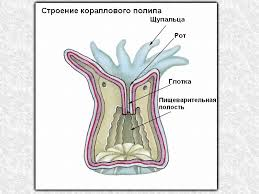 Строение кораллового полипа
Щупальца
Рот
Глотка
Пищеварительная
полость